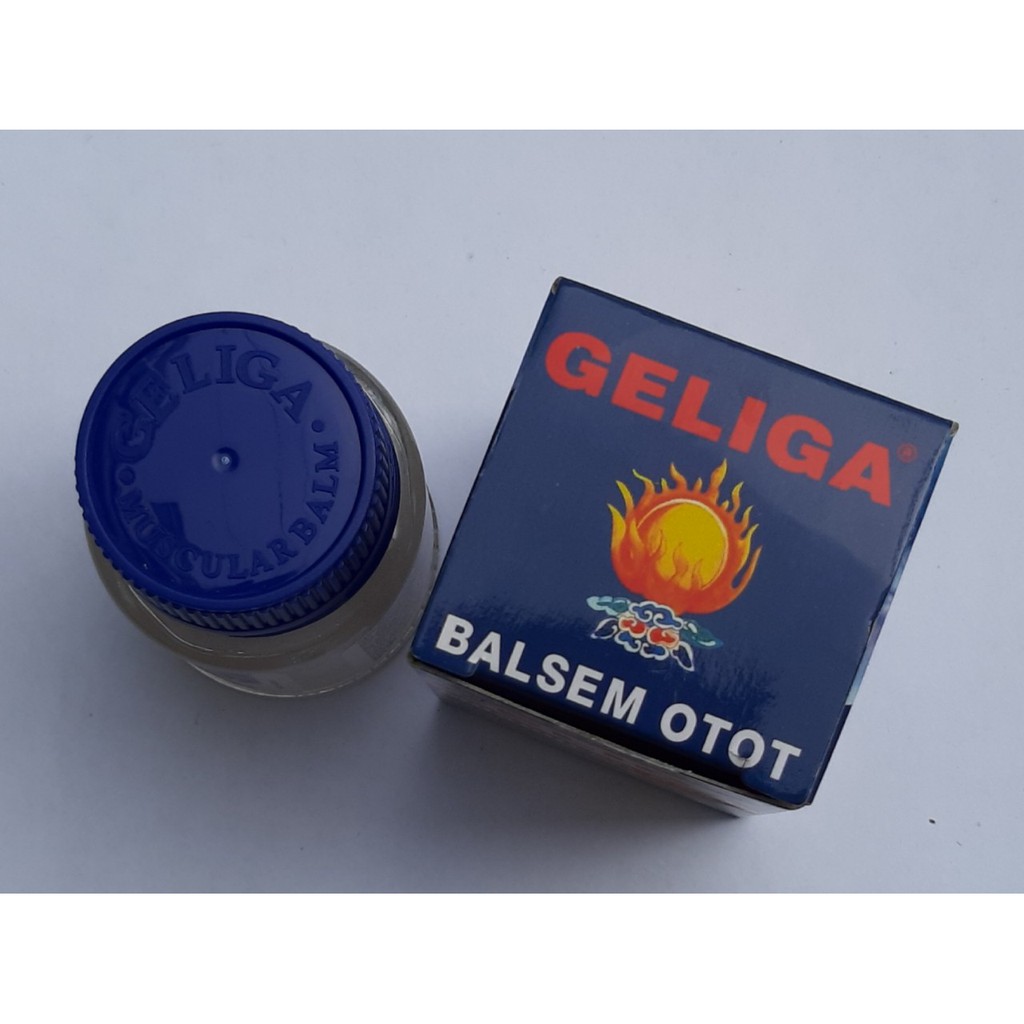 • GELIGA •
MUSCULAR BALM
GELIGA®
BALSEM OTOT